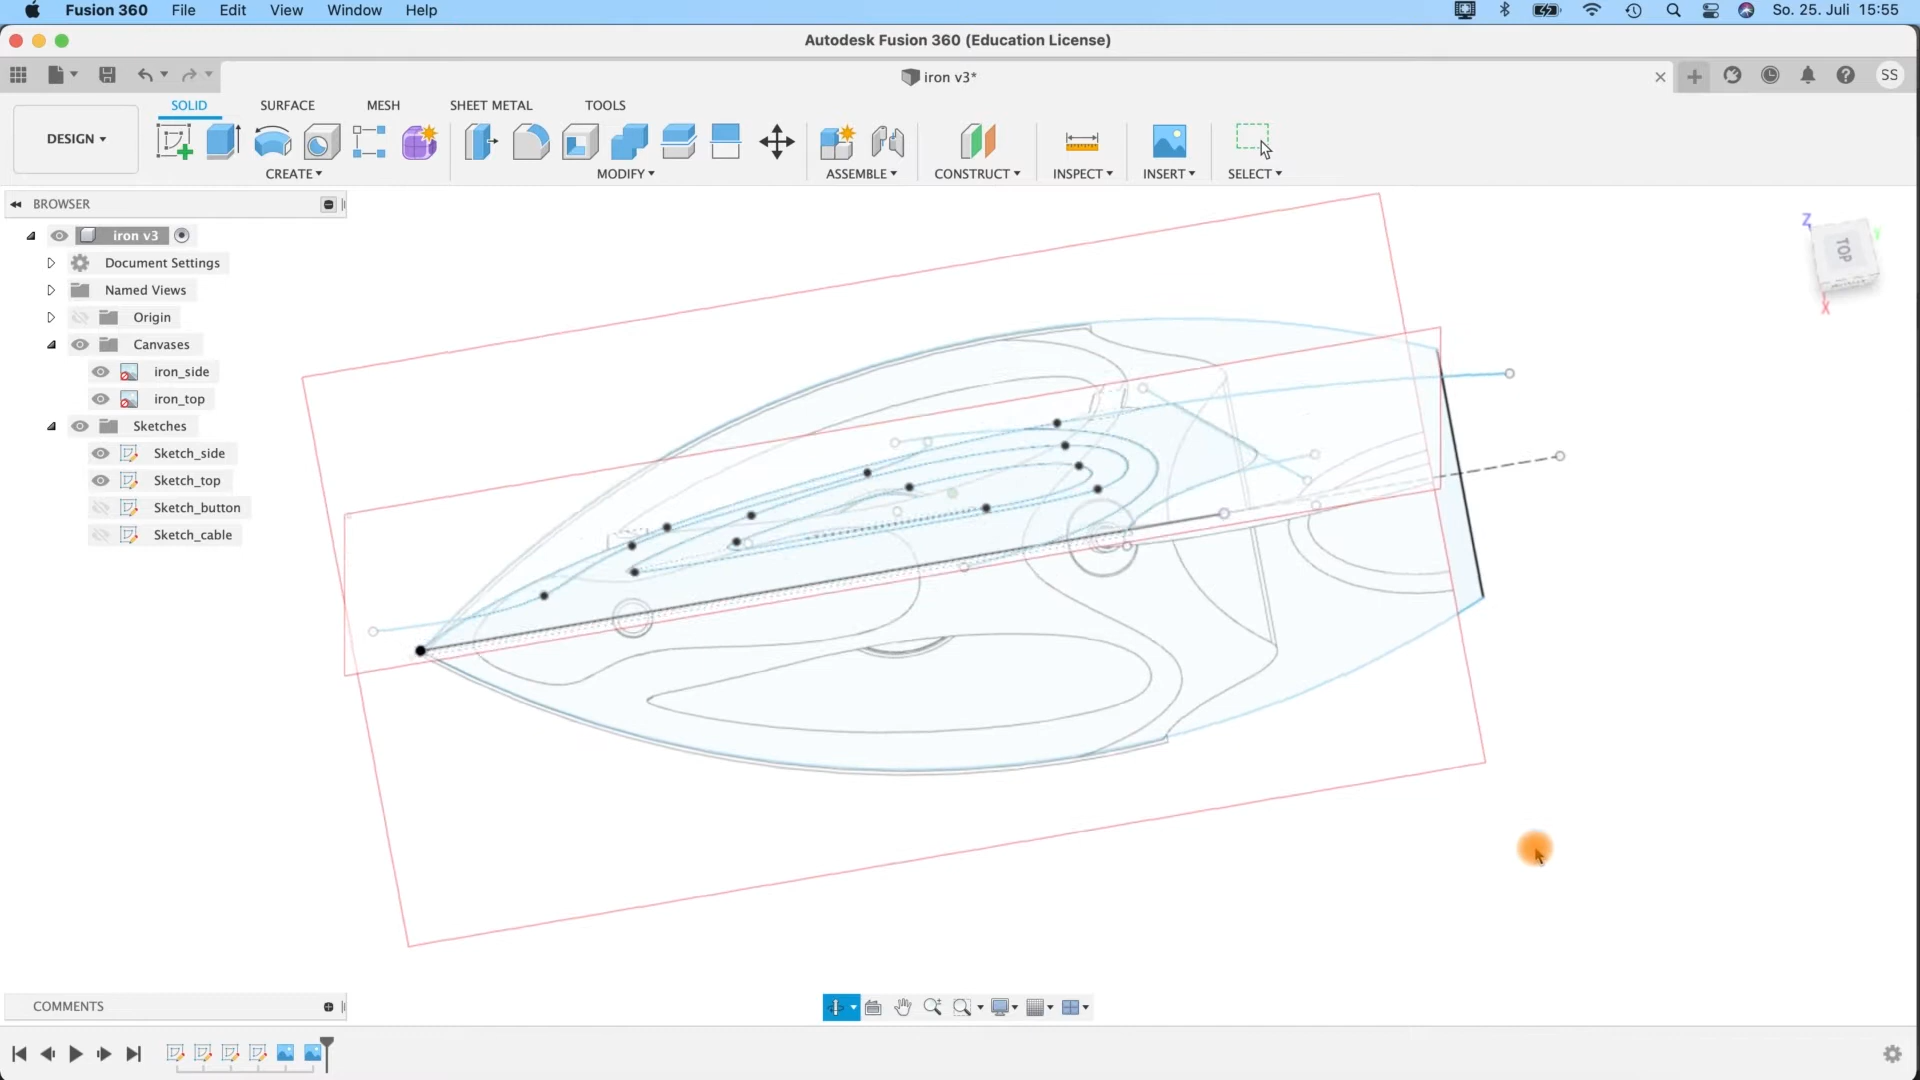 Fusion 360 File Edit View Window Help So. 25. Juli 15:55
Autodesk Fusion 360 (Education License)
iron v3* SS
SOLID SURFACE MESH SHEET METAL TOOLS
DESIGN
CREATE MODIFY ASSEMBLE CONSTRUCT INSPECT INSERT SELECT
BROWSER
iron v3
Document Settings
Named Views
Origin
Canvases
iron_side
iron_top
Sketches
Sketch_side
Sketch_top
Sketch_button
Sketch_cable
Z
TOP
X
COMMENTS